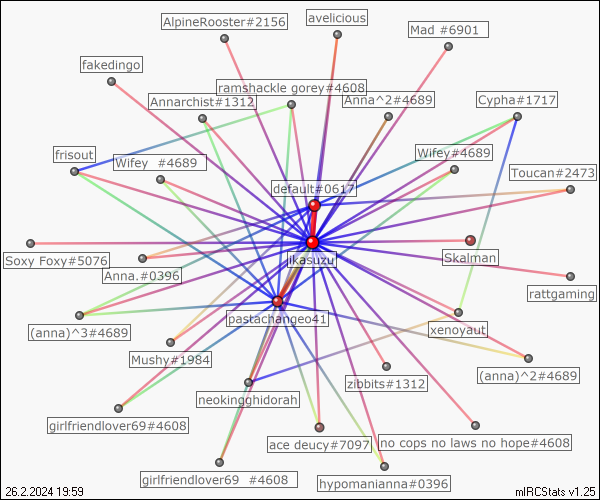 AlpineRooster#2156
avelicious
Mad #6901
fakedingo
ramshackle gorey#4608
Annarchist#1312
Anna^2#4689
Cypha#1717
frisout
Wifey #4689
Wifey#4689
Toucan#2473
default#0617
Soxy Foxy#5076
Anna.#0396
ikasuzu
Skalman
rattgaming
(anna)^3#4689
pastachangeo41
xenoyaut
Mushy#1984
zibbits#1312
(anna)^2#4689
neokingghidorah
girlfriendlover69#4608
ace deucy#7097
no cops no laws no hope#4608
girlfriendlover69 #4608
hypomanianna#0396
26.2.2024 19:59
mIRCStats v1.25